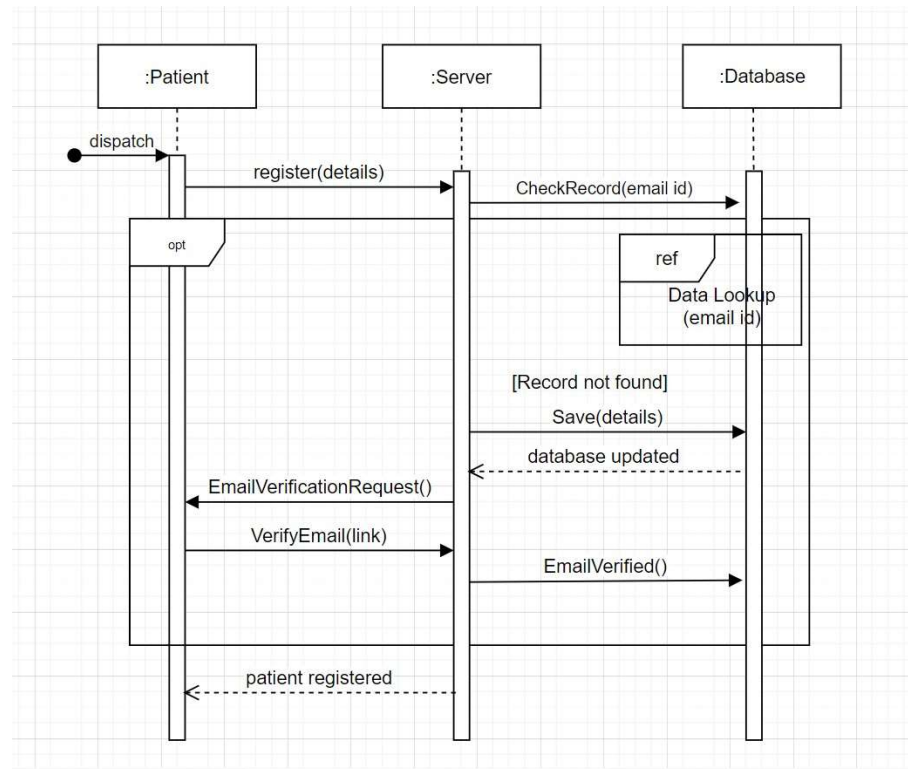 :Patient
:Server
:Database
dispatch
register(details)
CheckRecord(email id)
opt
ref
Data Lookup
(email id)
[Record not found]
Save(details)
database updated
EmailVerificationRequest()
VerifyEmail(link)
EmailVerified()
patient registered